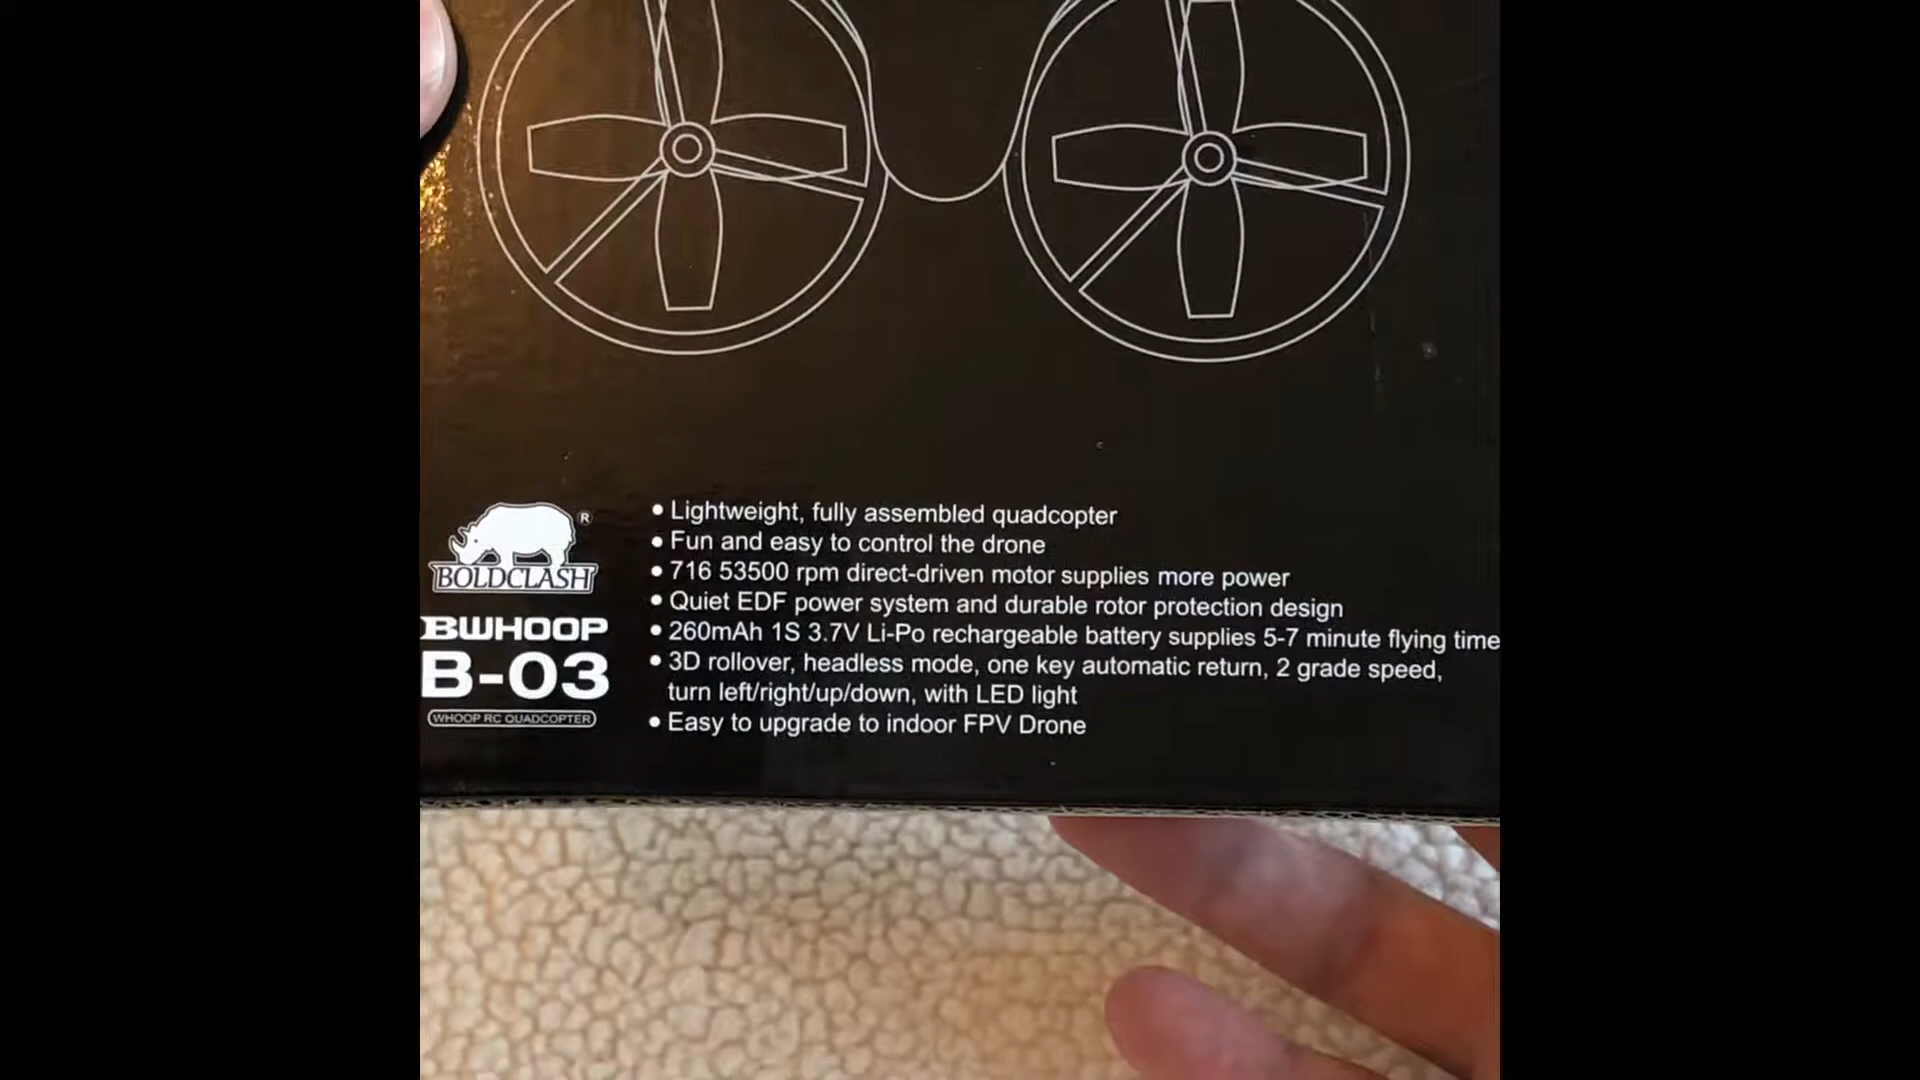 BOLDCLASH®
BWHOOP
B-03
WHOOP RC QUADCOPTER
• Lightweight, fully assembled quadcopter
• Fun and easy to control the drone
• 716 53500 rpm direct-driven motor supplies more power
• Quiet EDF power system and durable rotor protection design
• 260mAh 1S 3.7V Li-Po rechargeable battery supplies 5-7 minute flying time
• 3D rollover, headless mode, one key automatic return, 2 grade speed,
turn left/right/up/down, with LED light
• Easy to upgrade to indoor FPV Drone